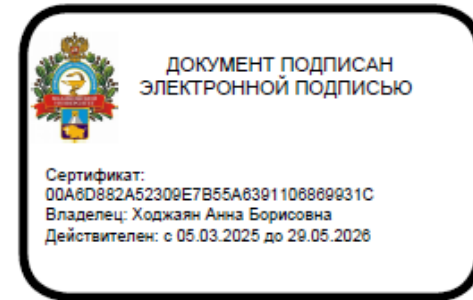 ДОКУМЕНТ ПОДПИСАН
ЭЛЕКТРОННОЙ ПОДПИСЬЮ
Сертификат:
00A6D882A52309E7B55A6391106869931C
Владелец: Ходжаян Анна Борисовна
Действителен: с 05.03.2025 до 29.05.2026